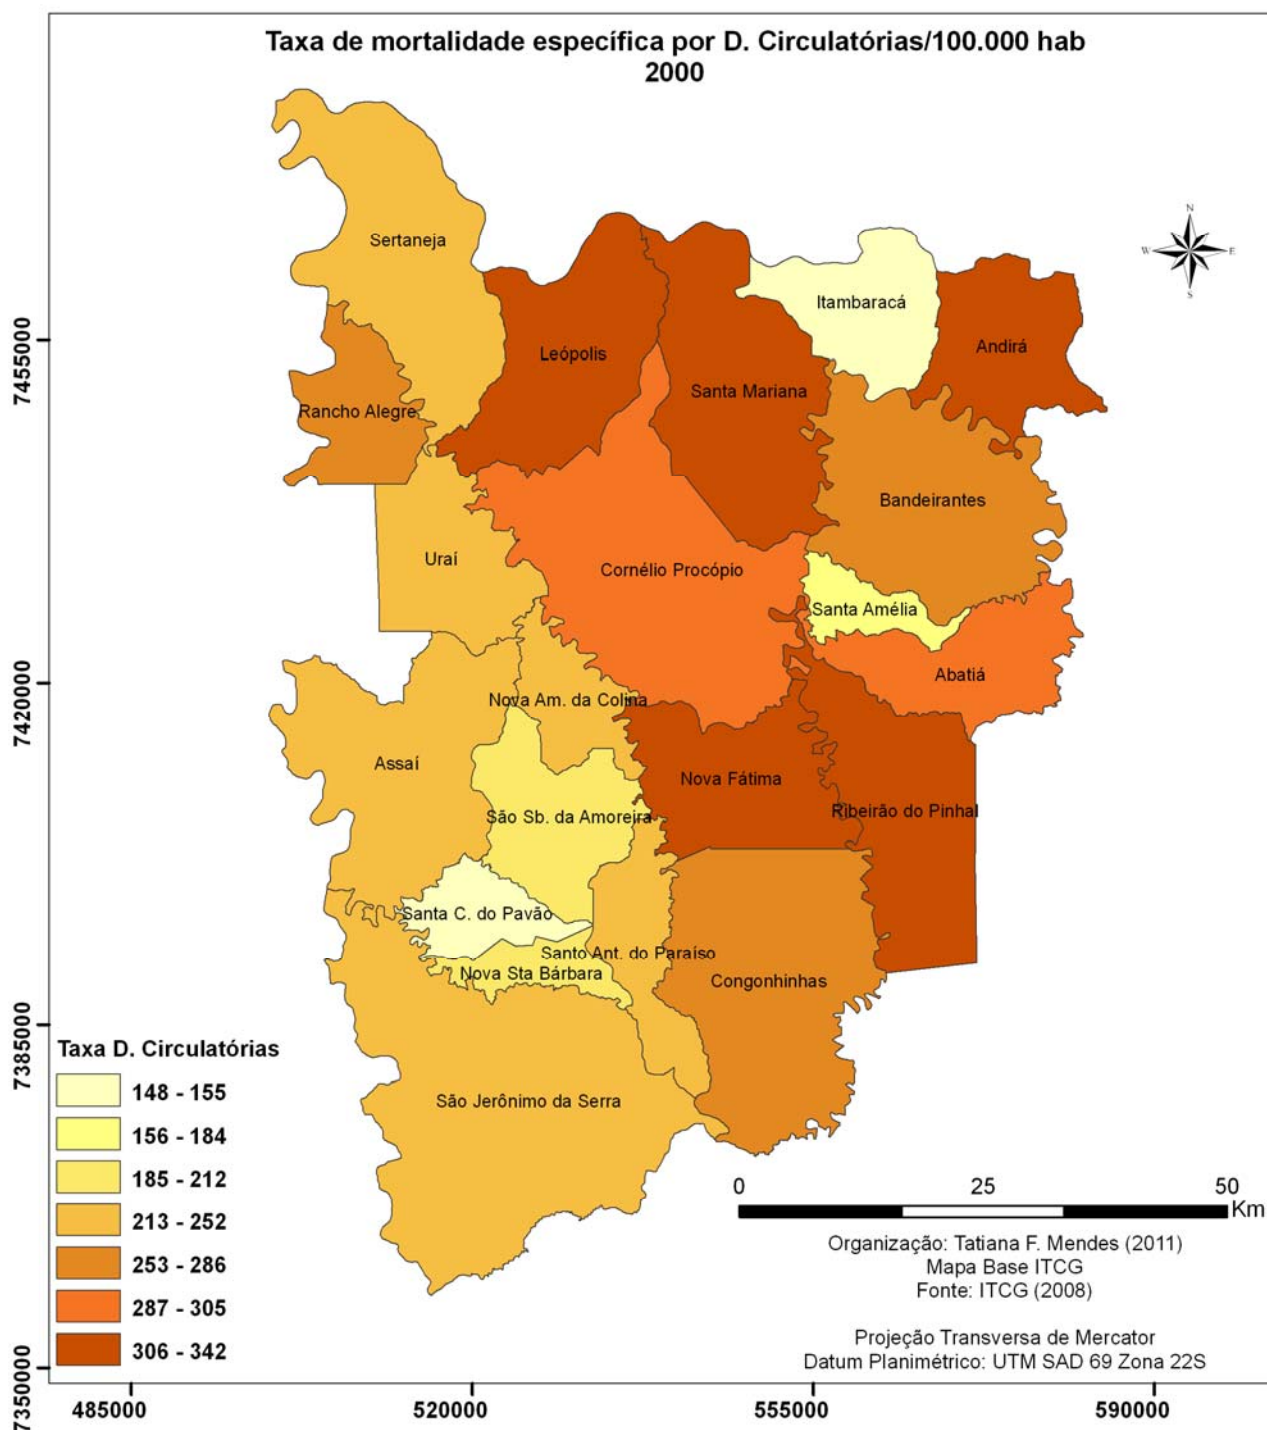 Taxa de mortalidade específica por D. Circulatórias/100.000 hab
2000
N
W
E
S
Sertaneja
Itambaracá
Andirá
Leópolis
Santa Mariana
Rancho Alegre
Bandeirantes
Uraí
Cornélio Procópio
Santa Amélia
Abatiá
Nova Am. da Colina
Assaí
Nova Fátima
Ribeirão do Pinhal
São Sb. da Amoreira
Santa C. do Pavão
Santo Ant. do Paraíso
Nova Sta Bárbara
Congonhinhas
São Jerônimo da Serra
7455000
7420000
7385000
7350000
Taxa D. Circulatórias
148 - 155
156 - 184
185 - 212
213 - 252
253 - 286
287 - 305
306 - 342
0 25 50
Km
Organização: Tatiana F. Mendes (2011)
Mapa Base ITCG
Fonte: ITCG (2008)
Projeção Transversa de Mercator
Datum Planimétrico: UTM SAD 69 Zona 22S
485000 520000 555000 590000